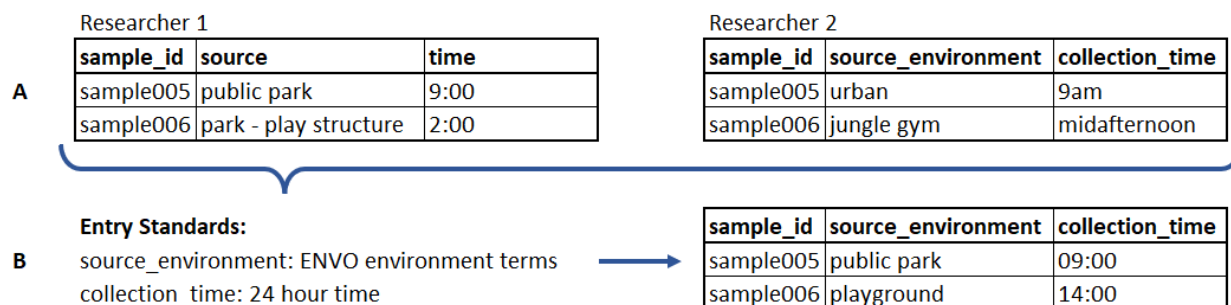 Researcher 1
sample_id source time
sample005 public park 9:00
sample006 park - play structure 2:00
A
Researcher 2
sample_id source_environment collection_time
sample005 urban 9am
sample006 jungle gym midafternoon
Entry Standards:
B
source_environment: ENVO environment terms
collection_time: 24 hour time
sample_id source_environment collection_time
sample005 public park 09:00
sample006 playground 14:00